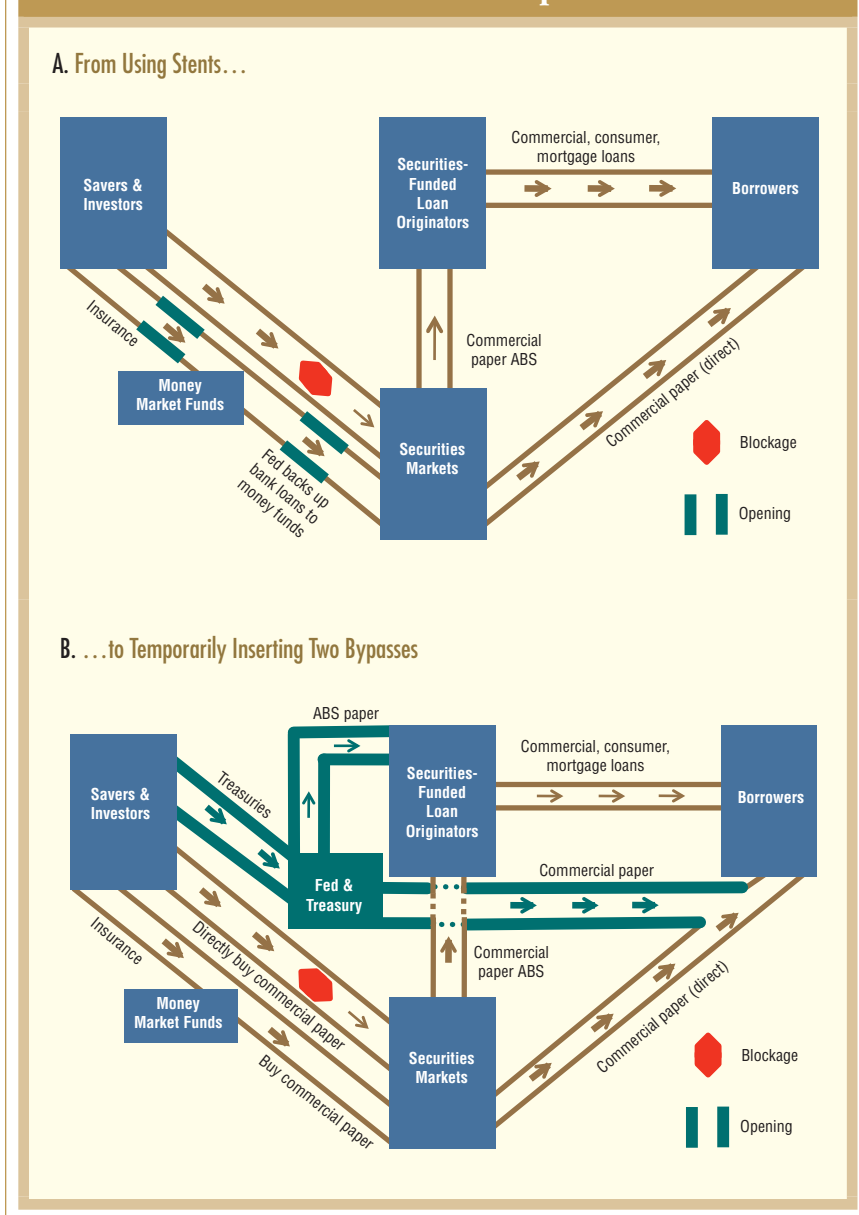 A. From Using Stents…
Savers &
Investors
Securities-
Funded
Loan
Originators
Commercial, consumer,
mortgage loans
Borrowers
Insurance
Money
Market Funds
Fed backs up
bank loans to
money funds
Commercial
paper ABS
Securities
Markets
Commercial paper (direct)
Blockage
Opening
B. …to Temporarily Inserting Two Bypasses
ABS paper
Savers &
Investors
Treasuries
Securities-
Funded
Loan
Originators
Commercial, consumer,
mortgage loans
Borrowers
Fed &
Treasury
Commercial paper
Insurance
Directly buy commercial paper
Commercial
paper ABS
Money
Market Funds
Buy commercial paper
Securities
Markets
Commercial paper (direct)
Blockage
Opening